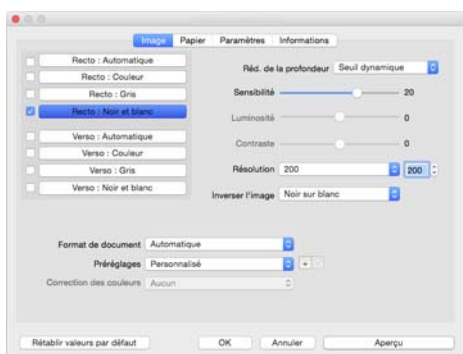 Image Papier Paramètres Informations
Recto : Automatique
Recto : Couleur
Recto : Gris
Recto : Noir et blanc
Verso : Automatique
Verso : Couleur
Verso : Gris
Verso : Noir et blanc
Réd. de la profondeur Seuil dynamique
Sensibilité 20
Luminosité 0
Contraste 0
Résolution 200 200
Inverser l'image Noir sur blanc
Format de document Automatique
Préréglages Personnalisé + -
Correction des couleurs Aucun
Rétablir valeurs par défaut OK Annuler Aperçu